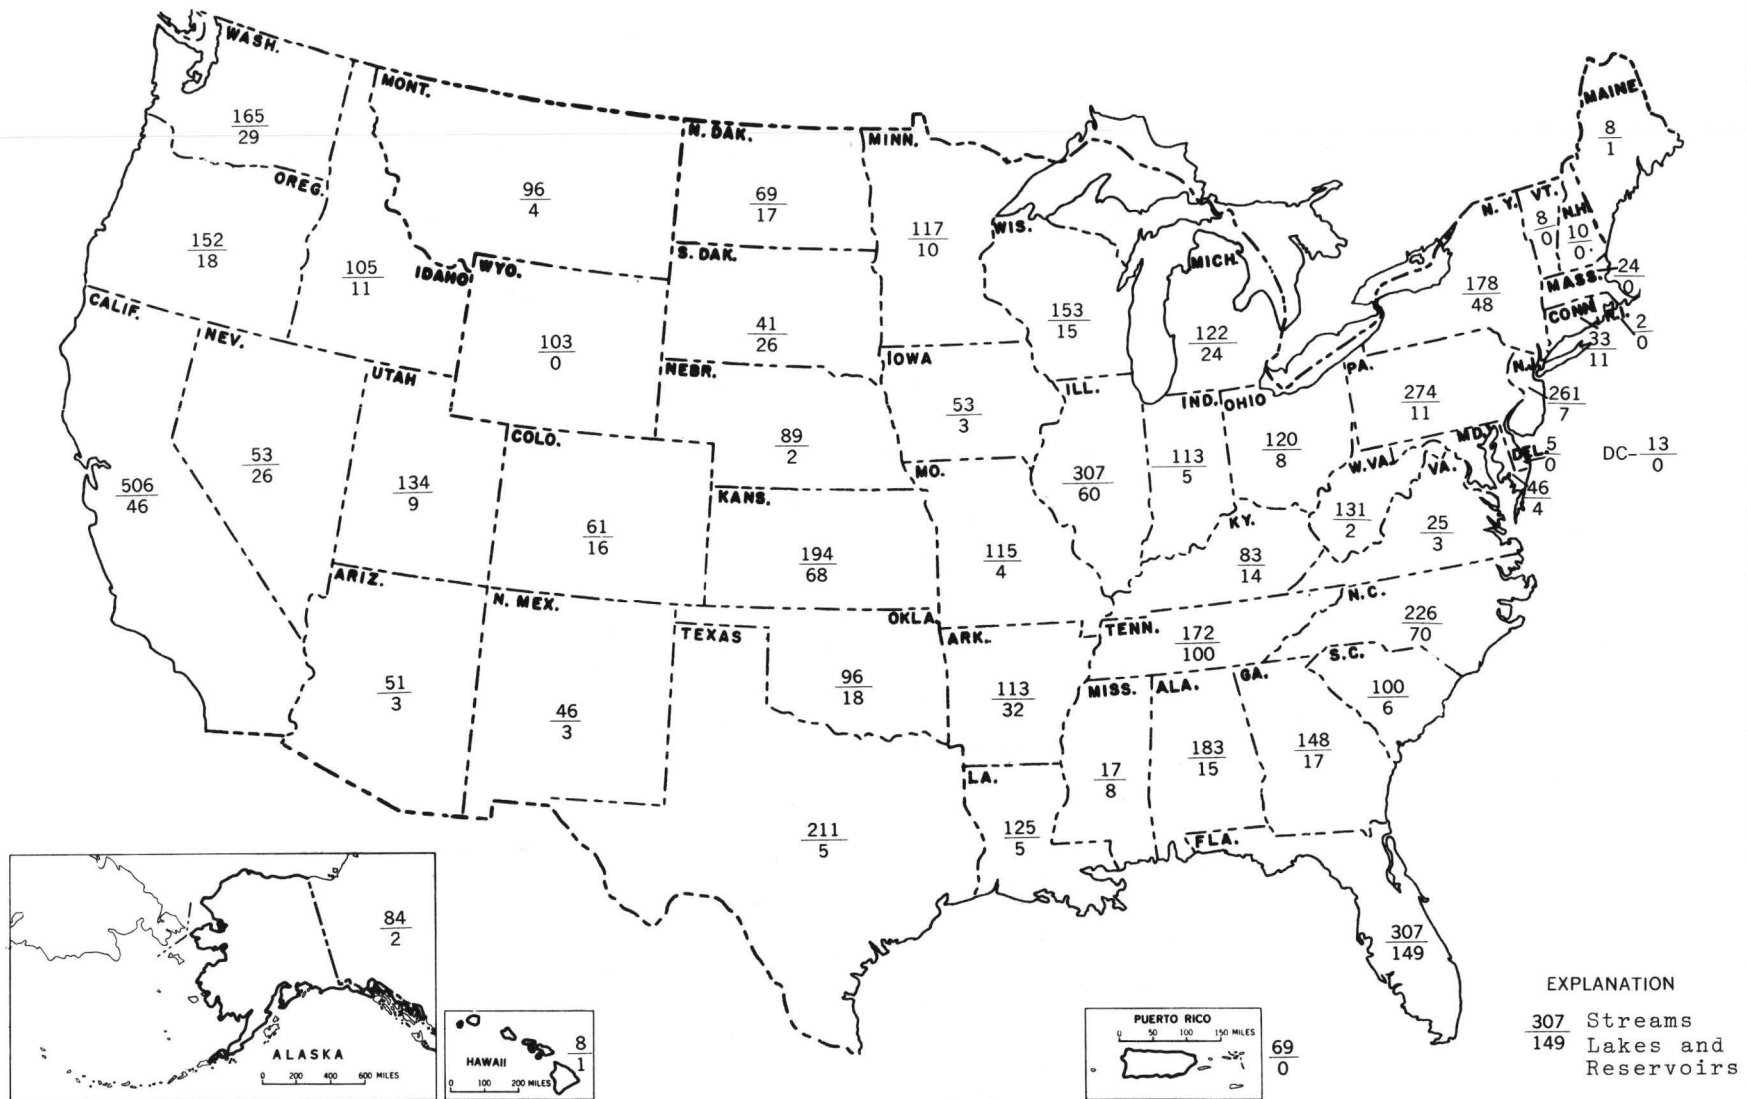 WASH.
165
29
MONT.
96
4
N. DAK.
69
17
MINN.
117
10
MAINE
8
1
OREG.
152
18
IDAHO
105
11
WYO.
103
0
S. DAK.
41
26
WIS.
153
15
MICH.
122
24
N. Y.
178
48
VT.
8
0
N.H.
10
0
MASS.
24
0
CONN.
33
11
R.I.
2
0
CALIF.
506
46
NEV.
53
26
UTAH
134
9
COLO.
61
16
NEBR.
89
2
IOWA
53
3
ILL.
307
60
IND.
113
5
OHIO
120
8
PA.
274
11
N.J.
261
7
MD.
46
4
DEL.
5
0
DC- 13
0
W.VA.
131
2
VA.
25
3
KANS.
194
68
MO.
115
4
KY.
83
14
ARIZ.
51
3
N. MEX.
46
3
TEXAS
211
5
OKLA.
96
18
ARK.
113
32
TENN.
172
100
N.C.
226
70
S.C.
100
6
MISS.
17
8
ALA.
183
15
GA.
148
17
LA.
125
5
FLA.
307
149
84
2
ALASKA
0 200 400 600 MILES
HAWAII
0 100 200 MILES
8
1
PUERTO RICO
0 50 100 150 MILES
69
0
EXPLANATION
307 Streams
149 Lakes and
Reservoirs